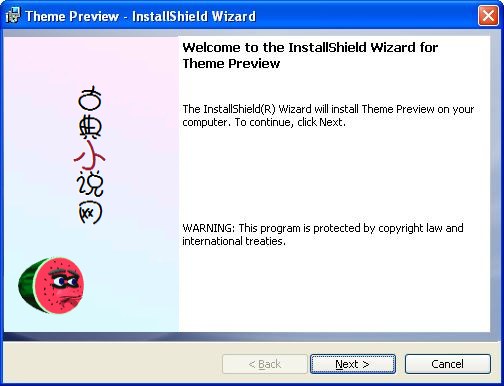 Theme Preview - InstallShield Wizard
Welcome to the InstallShield Wizard for
Theme Preview
The InstallShield(R) Wizard will install Theme Preview on your
computer. To continue, click Next.
WARNING: This program is protected by copyright law and
international treaties.
古典小说网
< Back
Next >
Cancel